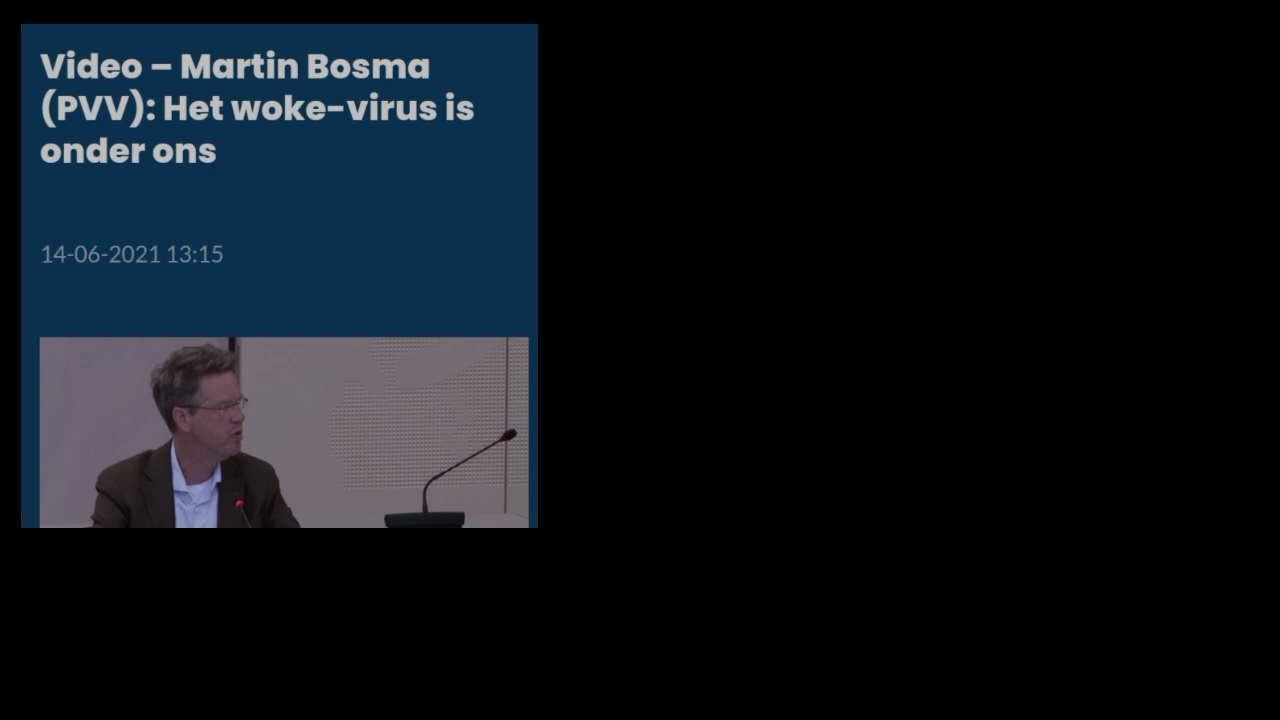 Video – Martin Bosma
(PVV): Het woke-virus is
onder ons
14-06-2021 13:15